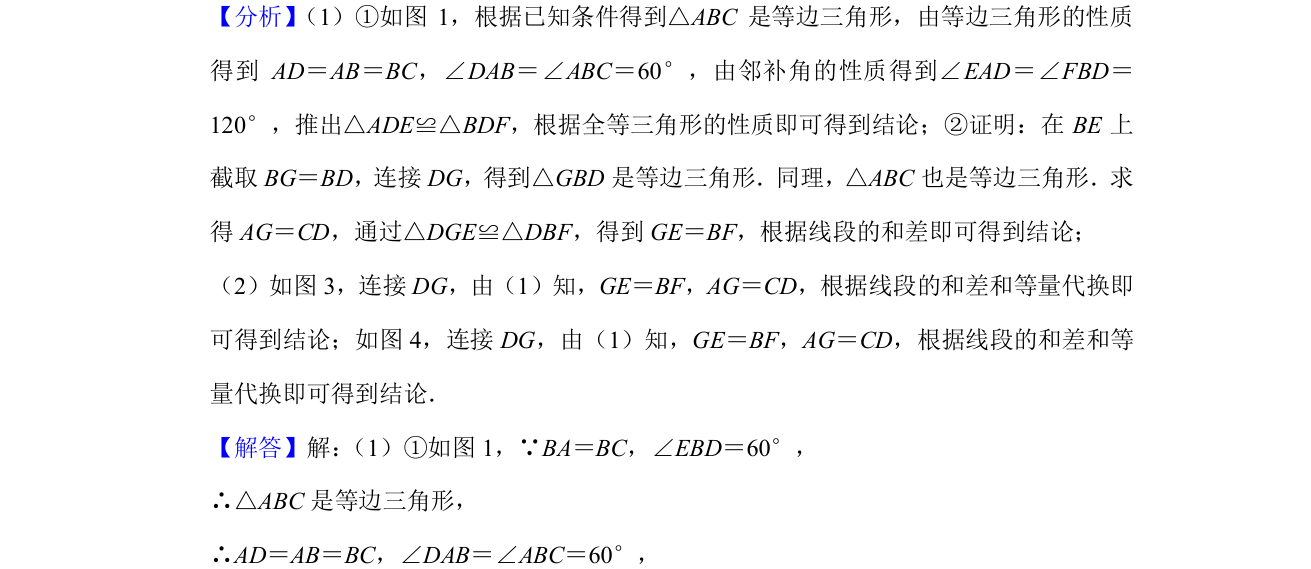 【分析】（1）①如图 1，根据已知条件得到△ABC 是等边三角形，由等边三角形的性质
得到 AD＝AB＝BC，∠DAB＝∠ABC＝60°，由邻补角的性质得到∠EAD＝∠FBD＝
120°，推出△ADE≌△BDF，根据全等三角形的性质即可得到结论；②证明：在 BE 上
截取 BG＝BD，连接 DG，得到△GBD 是等边三角形．同理，△ABC 也是等边三角形．求
得 AG＝CD，通过△DGE≌△DBF，得到 GE＝BF，根据线段的和差即可得到结论；
（2）如图 3，连接 DG，由（1）知，GE＝BF，AG＝CD，根据线段的和差和等量代换即
可得到结论；如图 4，连接 DG，由（1）知，GE＝BF，AG＝CD，根据线段的和差和等
量代换即可得到结论．
【解答】解：（1）①如图 1，∵BA＝BC，∠EBD＝60°，
∴△ABC 是等边三角形，
∴AD＝AB＝BC，∠DAB＝∠ABC＝60°，